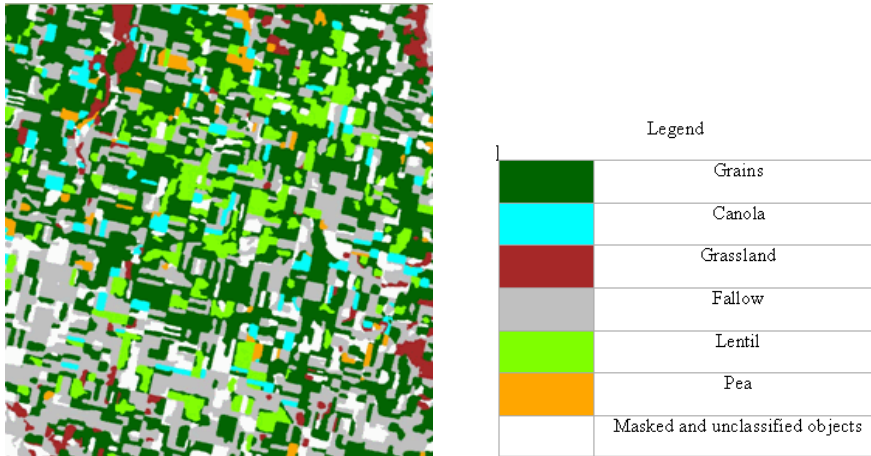 Legend
Grains
Canola
Grassland
Fallow
Lentil
Pea
Masked and unclassified objects